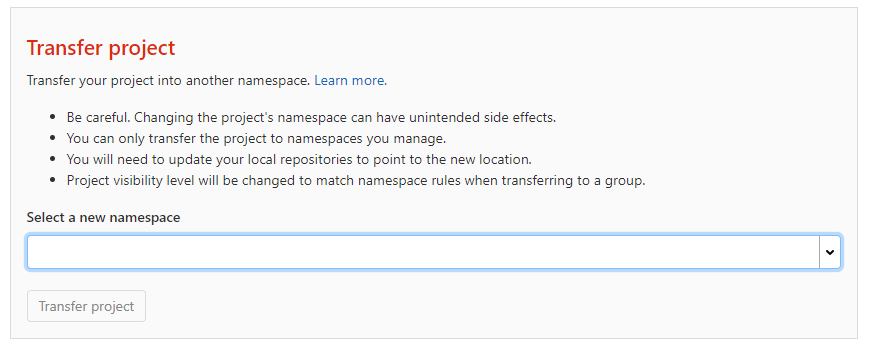 Transfer project
Transfer your project into another namespace. Learn more.
Be careful. Changing the project's namespace can have unintended side effects.
You can only transfer the project to namespaces you manage.
You will need to update your local repositories to point to the new location.
Project visibility level will be changed to match namespace rules when transferring to a group.
Select a new namespace
Transfer project